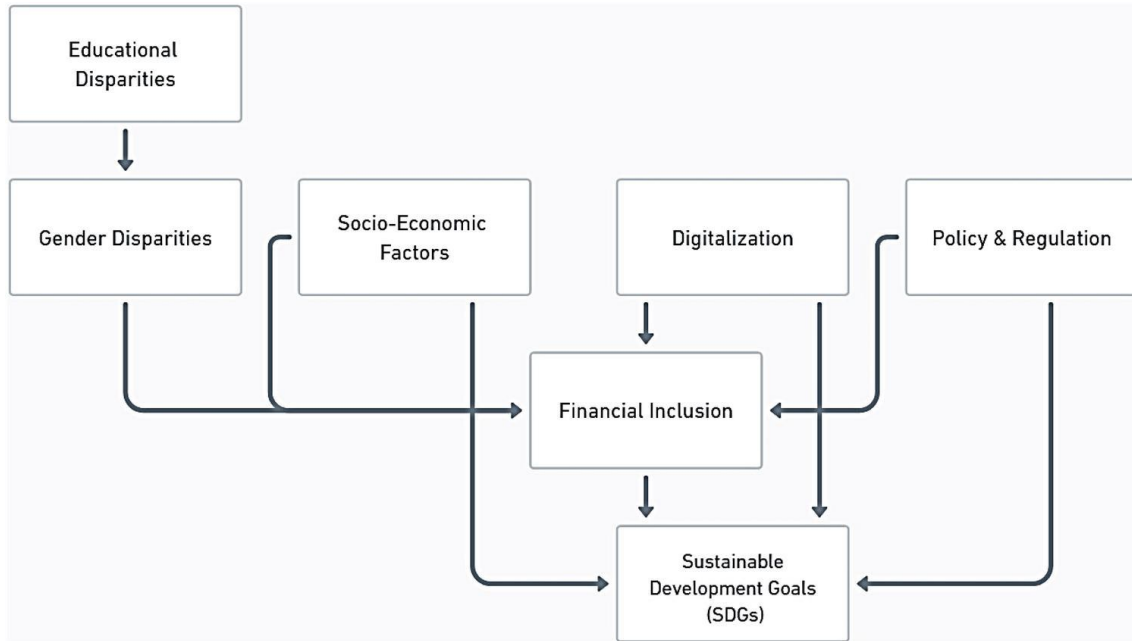 Educational
Disparities
Gender Disparities
Socio-Economic
Factors
Digitalization
Policy & Regulation
Financial Inclusion
Sustainable
Development Goals
(SDGs)